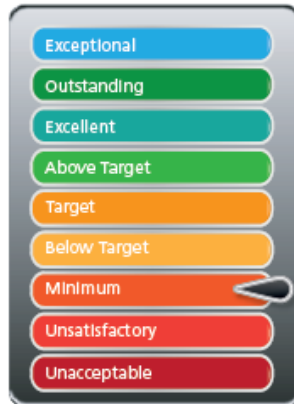 Exceptional
Outstanding
Excellent
Above Target
Target
Below Target
Minimum
Unsatisfactory
Unacceptable